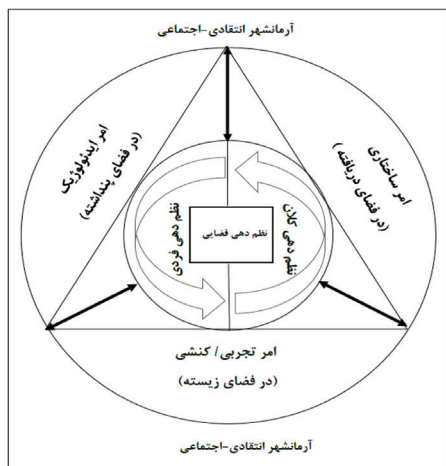 آرمانشهر انتقادی-اجتماعی
امر ساختاری
(در فضای دریافته)
امر ایدئولوژیک
(در فضای پنداشته)
نظم دهی کلان
نظم دهی فضایی
نظم دهی فردی
امر تجربی/ کنشی
(در فضای زیسته)
آرمانشهر انتقادی-اجتماعی